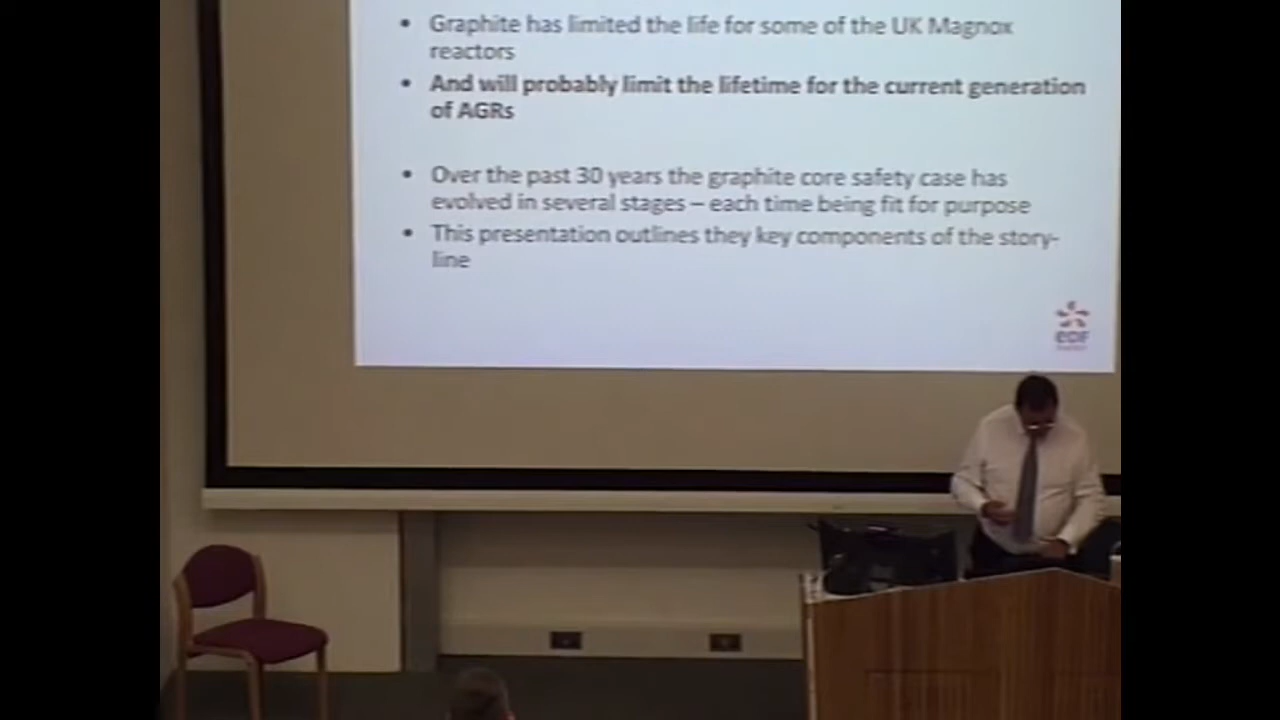 • Graphite has limited the life for some of the UK Magnox
reactors
• And will probably limit the lifetime for the current generation
of AGRs
• Over the past 30 years the graphite core safety case has
evolved in several stages – each time being fit for purpose
• This presentation outlines they key components of the story-
line
eDF